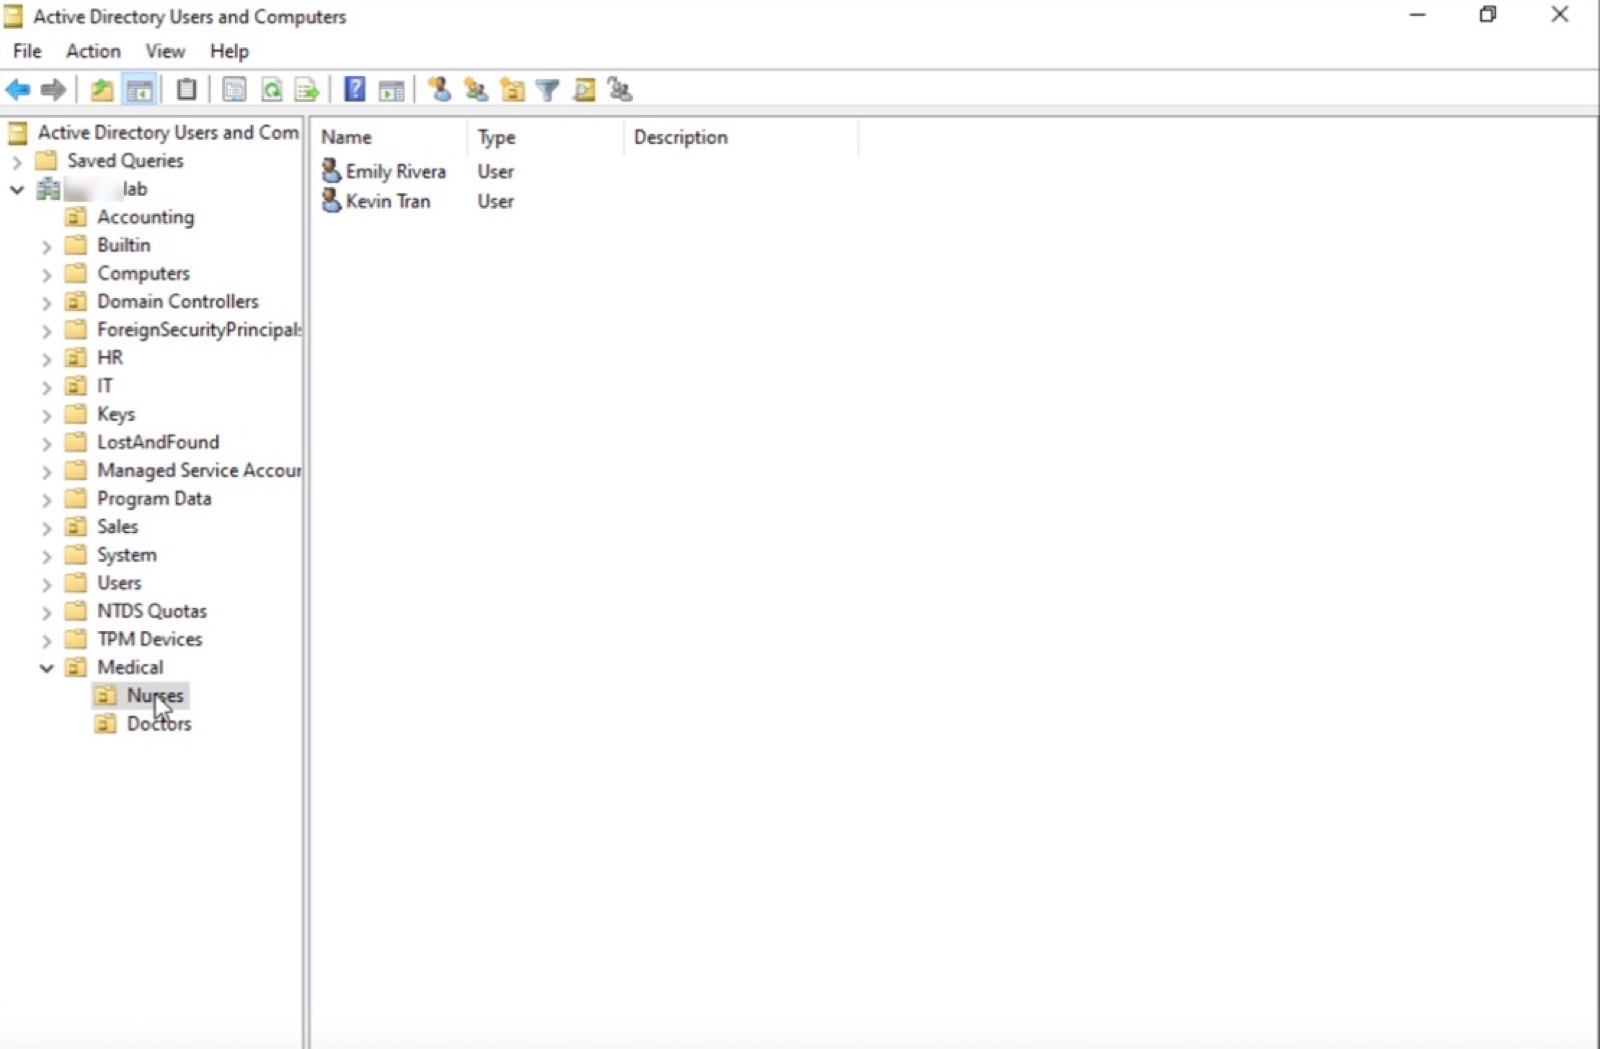 Active Directory Users and Computers
File Action View Help
Active Directory Users and Com
Saved Queries
lab
Accounting
Builtin
Computers
Domain Controllers
ForeignSecurityPrincipals
HR
IT
Keys
LostAndFound
Managed Service Accour
Program Data
Sales
System
Users
NTDS Quotas
TPM Devices
Medical
Nurses
Doctors
Name Type Description
Emily Rivera User
Kevin Tran User